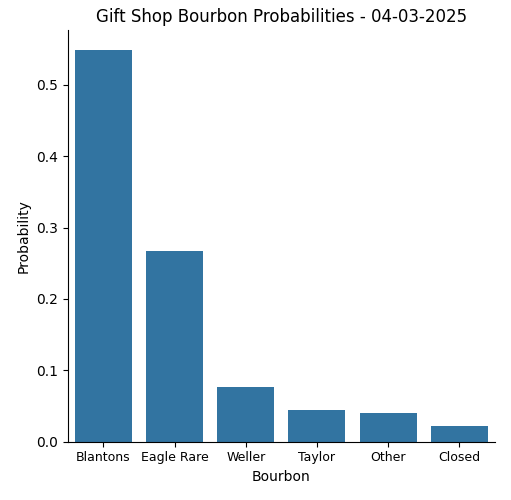 Gift Shop Bourbon Probabilities - 04-03-2025
Probability
0.5
0.4
0.3
0.2
0.1
0.0
Blantons Eagle Rare Weller Taylor Other Closed
Bourbon